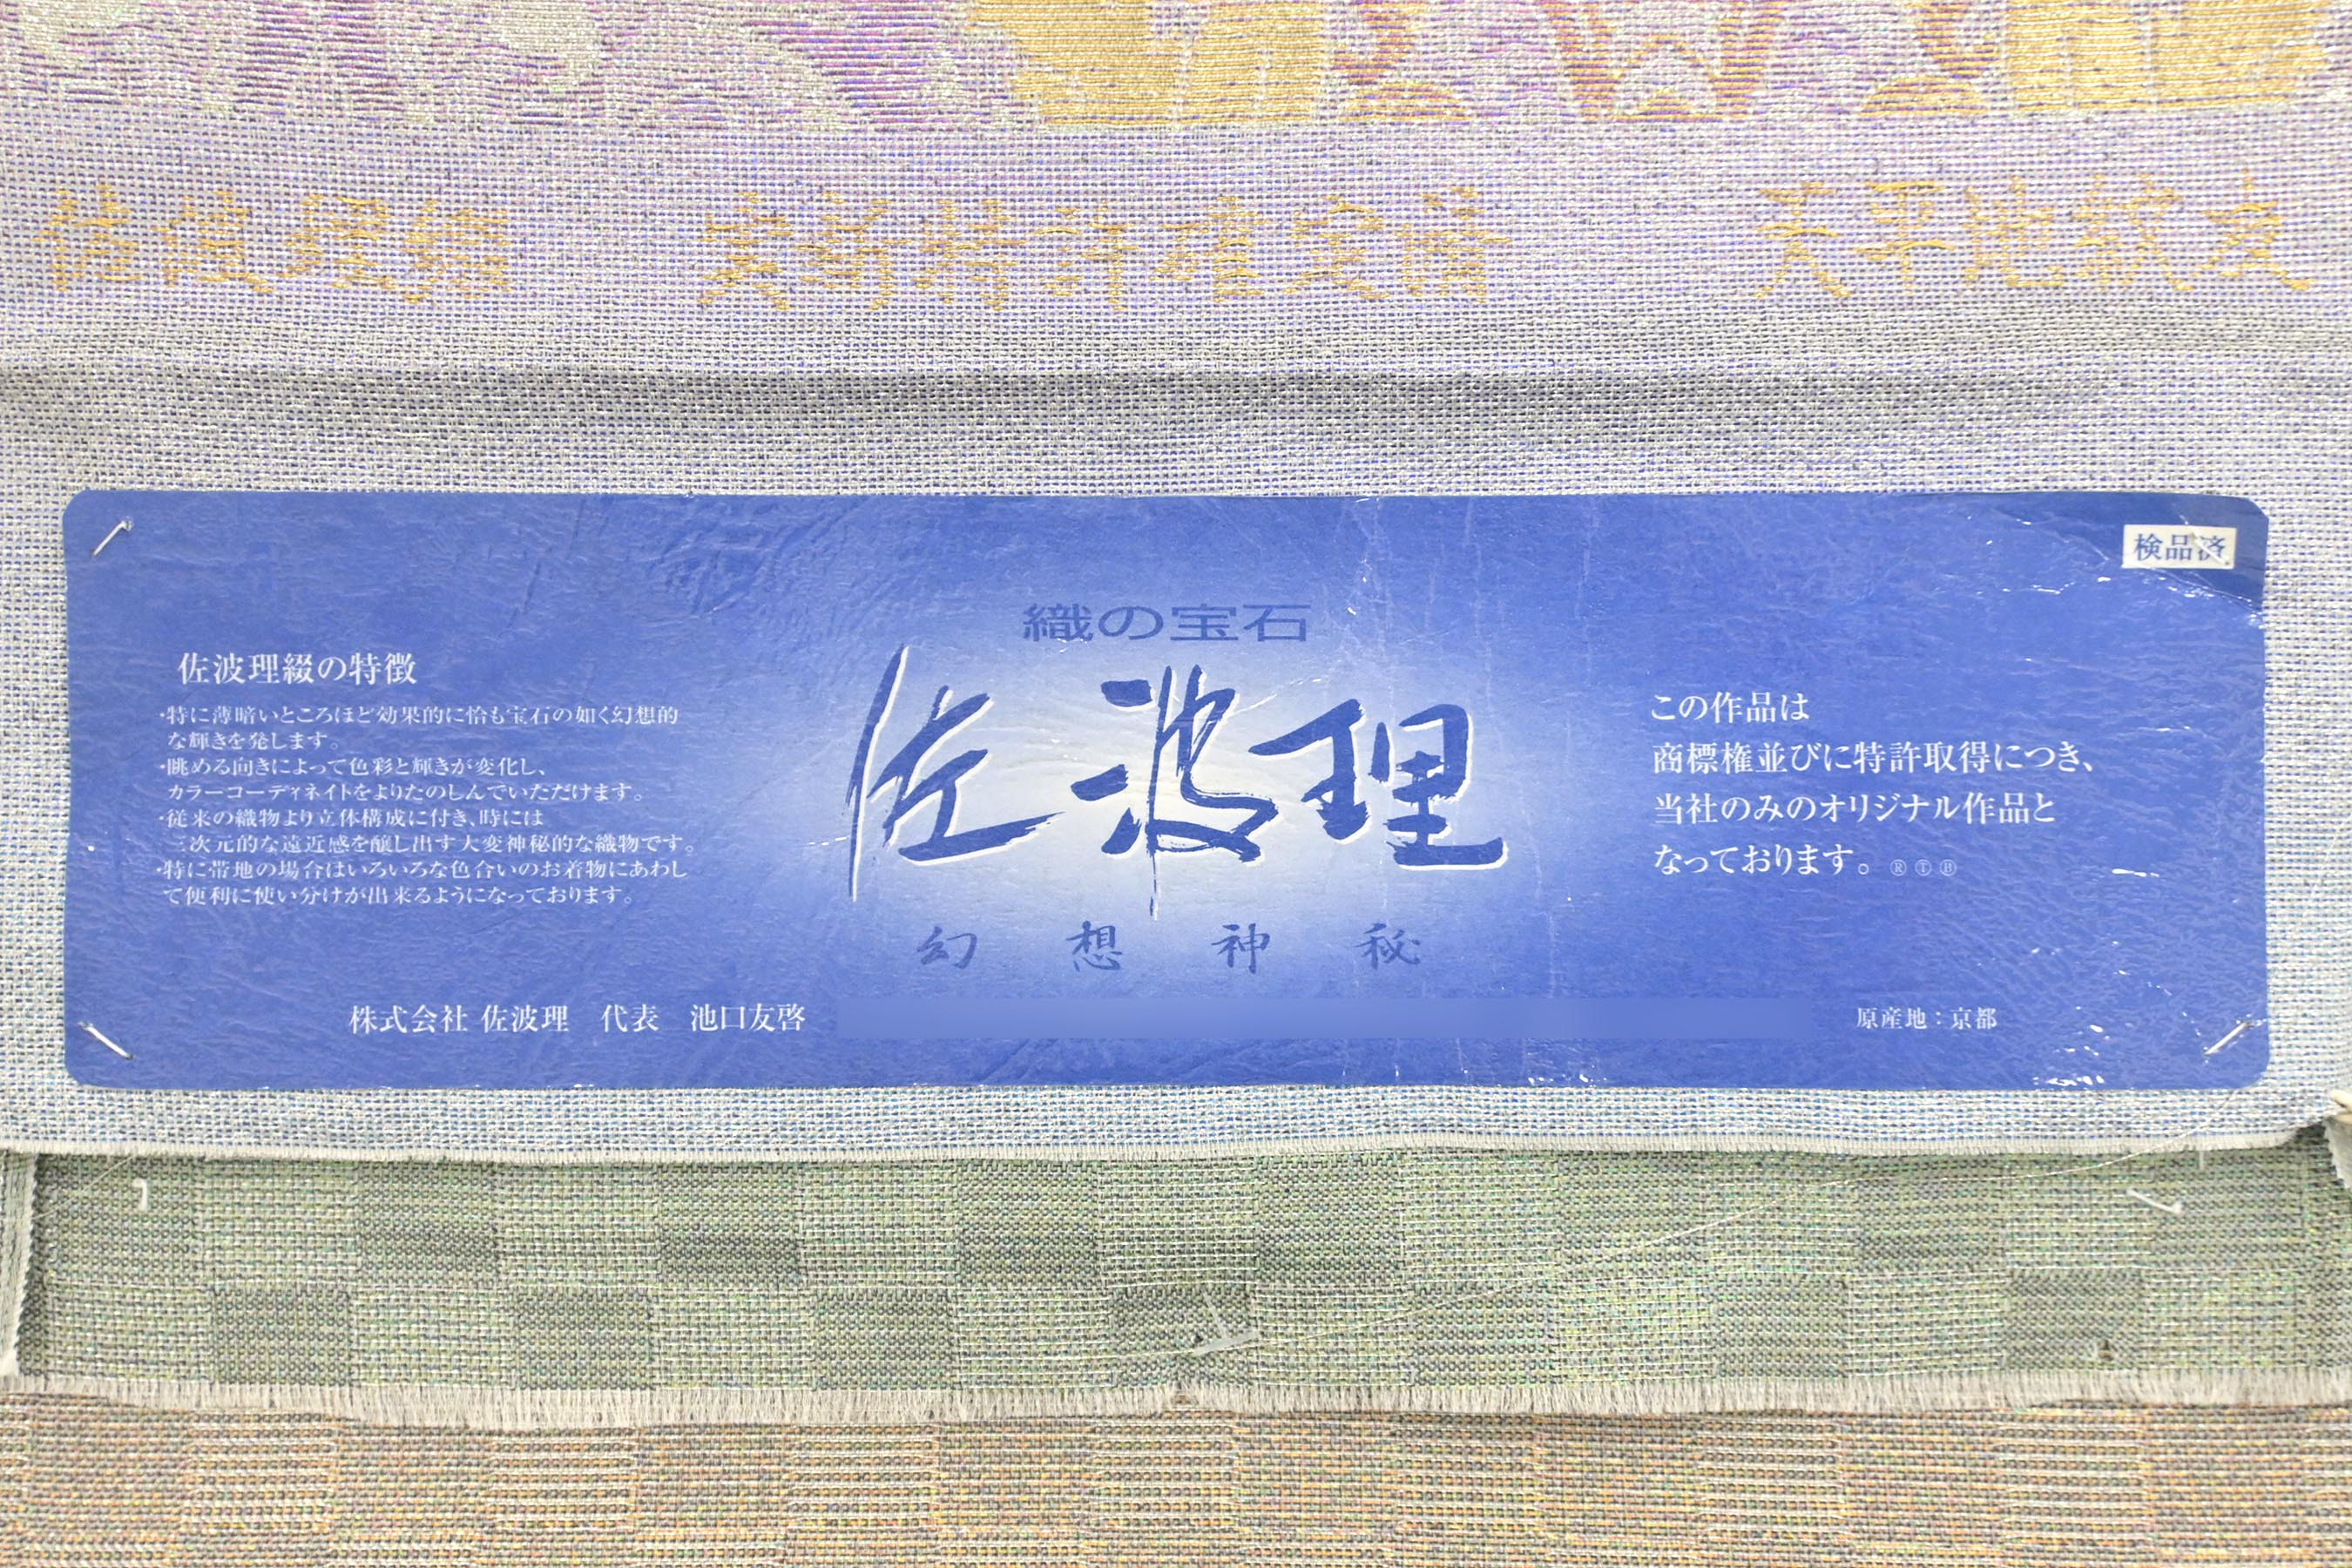 佐波理綴 実新特許確定済 天平地紋友
検品済
織の宝石
佐波理
幻想神秘
佐波理綴の特徴
・特に薄暗いところほど効果的に恰も宝石の如く幻想的
な輝きを発します。
・眺める向きによって色彩と輝きが変化し、
カラーコーディネイトをよりたのしんでいただけます。
・従来の織物より立体構成に付き、時には
三次元的な遠近感を醸し出す大変神秘的な織物です。
・特に帯地の場合はいろいろな色合いのお着物にあわし
て便利に使い分けが出来るようになっております。
この作品は
商標権並びに特許取得につき、
当社のみのオリジナル作品と
なっております。ⓇⓉⒷ
株式会社 佐波理 代表 池口友啓
原産地：京都